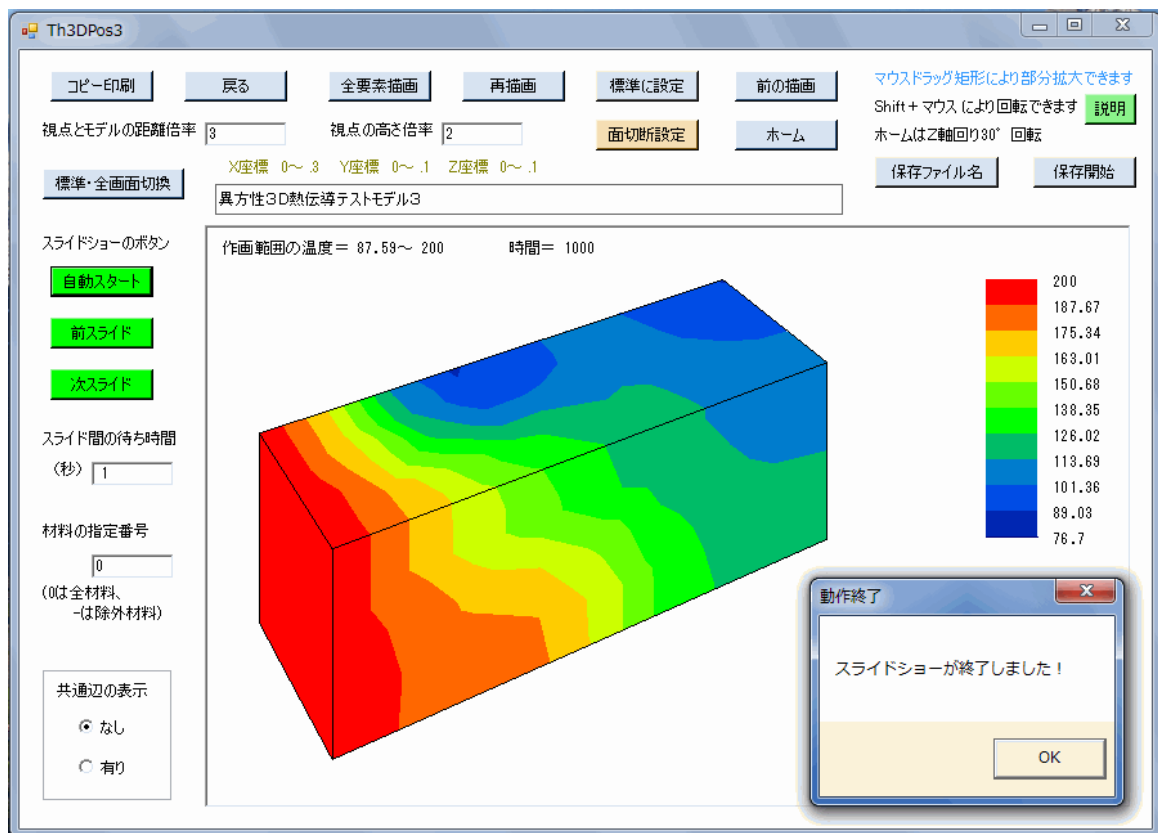 Th3DPos3
コピー印刷
戻る
全要素描画
再描画
標準に設定
前の描画
マウスドラッグ矩形により部分拡大できます
Shift+マウス により回転できます
説明
ホームはZ軸回り30° 回転
視点とモデルの距離倍率 3
視点の高さ倍率 2
面切断設定
ホーム
標準・全画面切換
X座標 0～ .3 Y座標 0～ .1 Z座標 0～ .1
保存ファイル名
保存開始
異方性3D熱伝導テストモデル3
スライドショーのボタン
自動スタート
前スライド
次スライド
スライド間の待ち時間
(秒) 1
材料の指定番号
0
(0は全材料、
-は除外材料)
共通辺の表示
なし
有り
作画範囲の温度＝ 87.59～ 200 時間＝ 1000
200
187.67
175.34
163.01
150.68
138.35
126.02
113.69
101.36
89.03
76.7
動作終了
スライドショーが終了しました！
OK